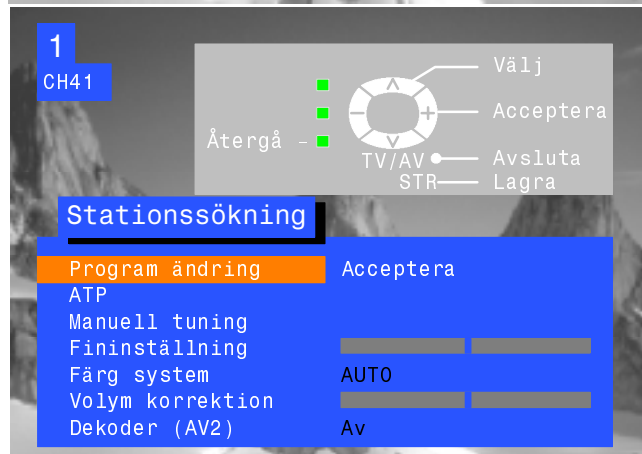 1
CH41
Välj
Acceptera
Återgå –
TV/AV Avsluta
STR Lagra
Stationssökning
Program ändring Acceptera
ATP
Manuell tuning
Fininställning
Färg system AUTO
Volym korrektion
Dekoder (AV2) Av